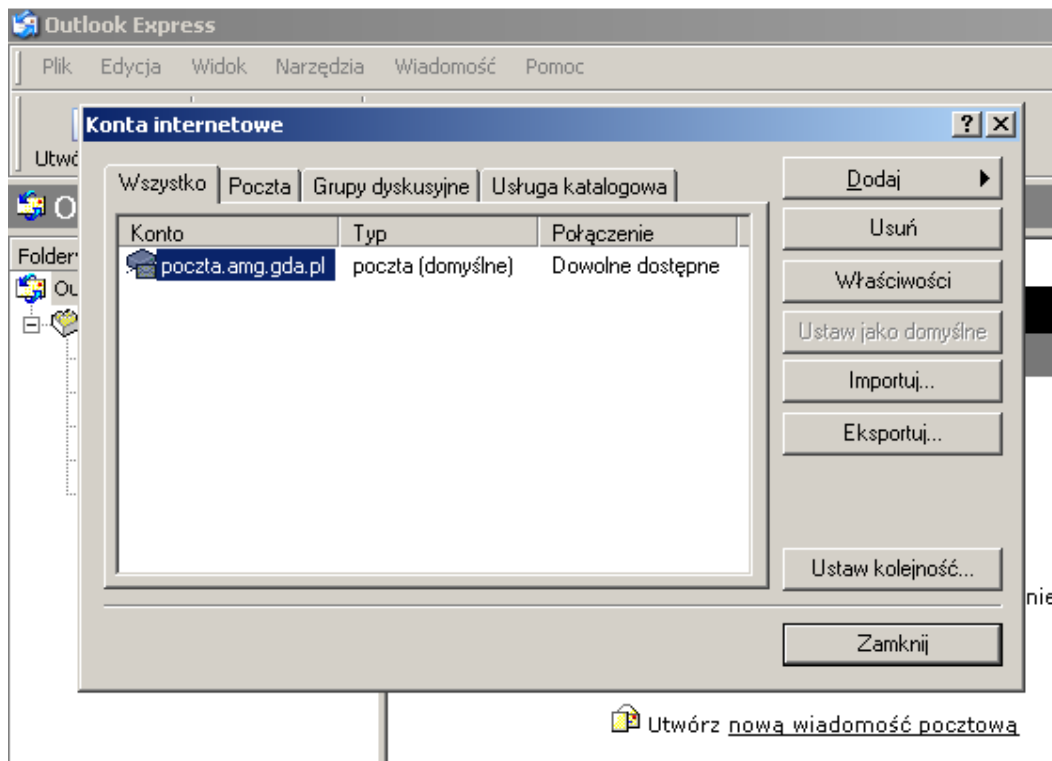 Outlook Express
Plik Edycja Widok Narzędzia Wiadomość Pomoc
Konta internetowe
Wszystko Poczta Grupy dyskusyjne Usługa katalogowa
Konto Typ Połączenie
poczta.amg.gda.pl poczta (domyślne) Dowolne dostępne
Dodaj
Usuń
Właściwości
Ustaw jako domyślne
Importuj...
Eksportuj...
Ustaw kolejność...
Zamknij
Utwórz nową wiadomość pocztową